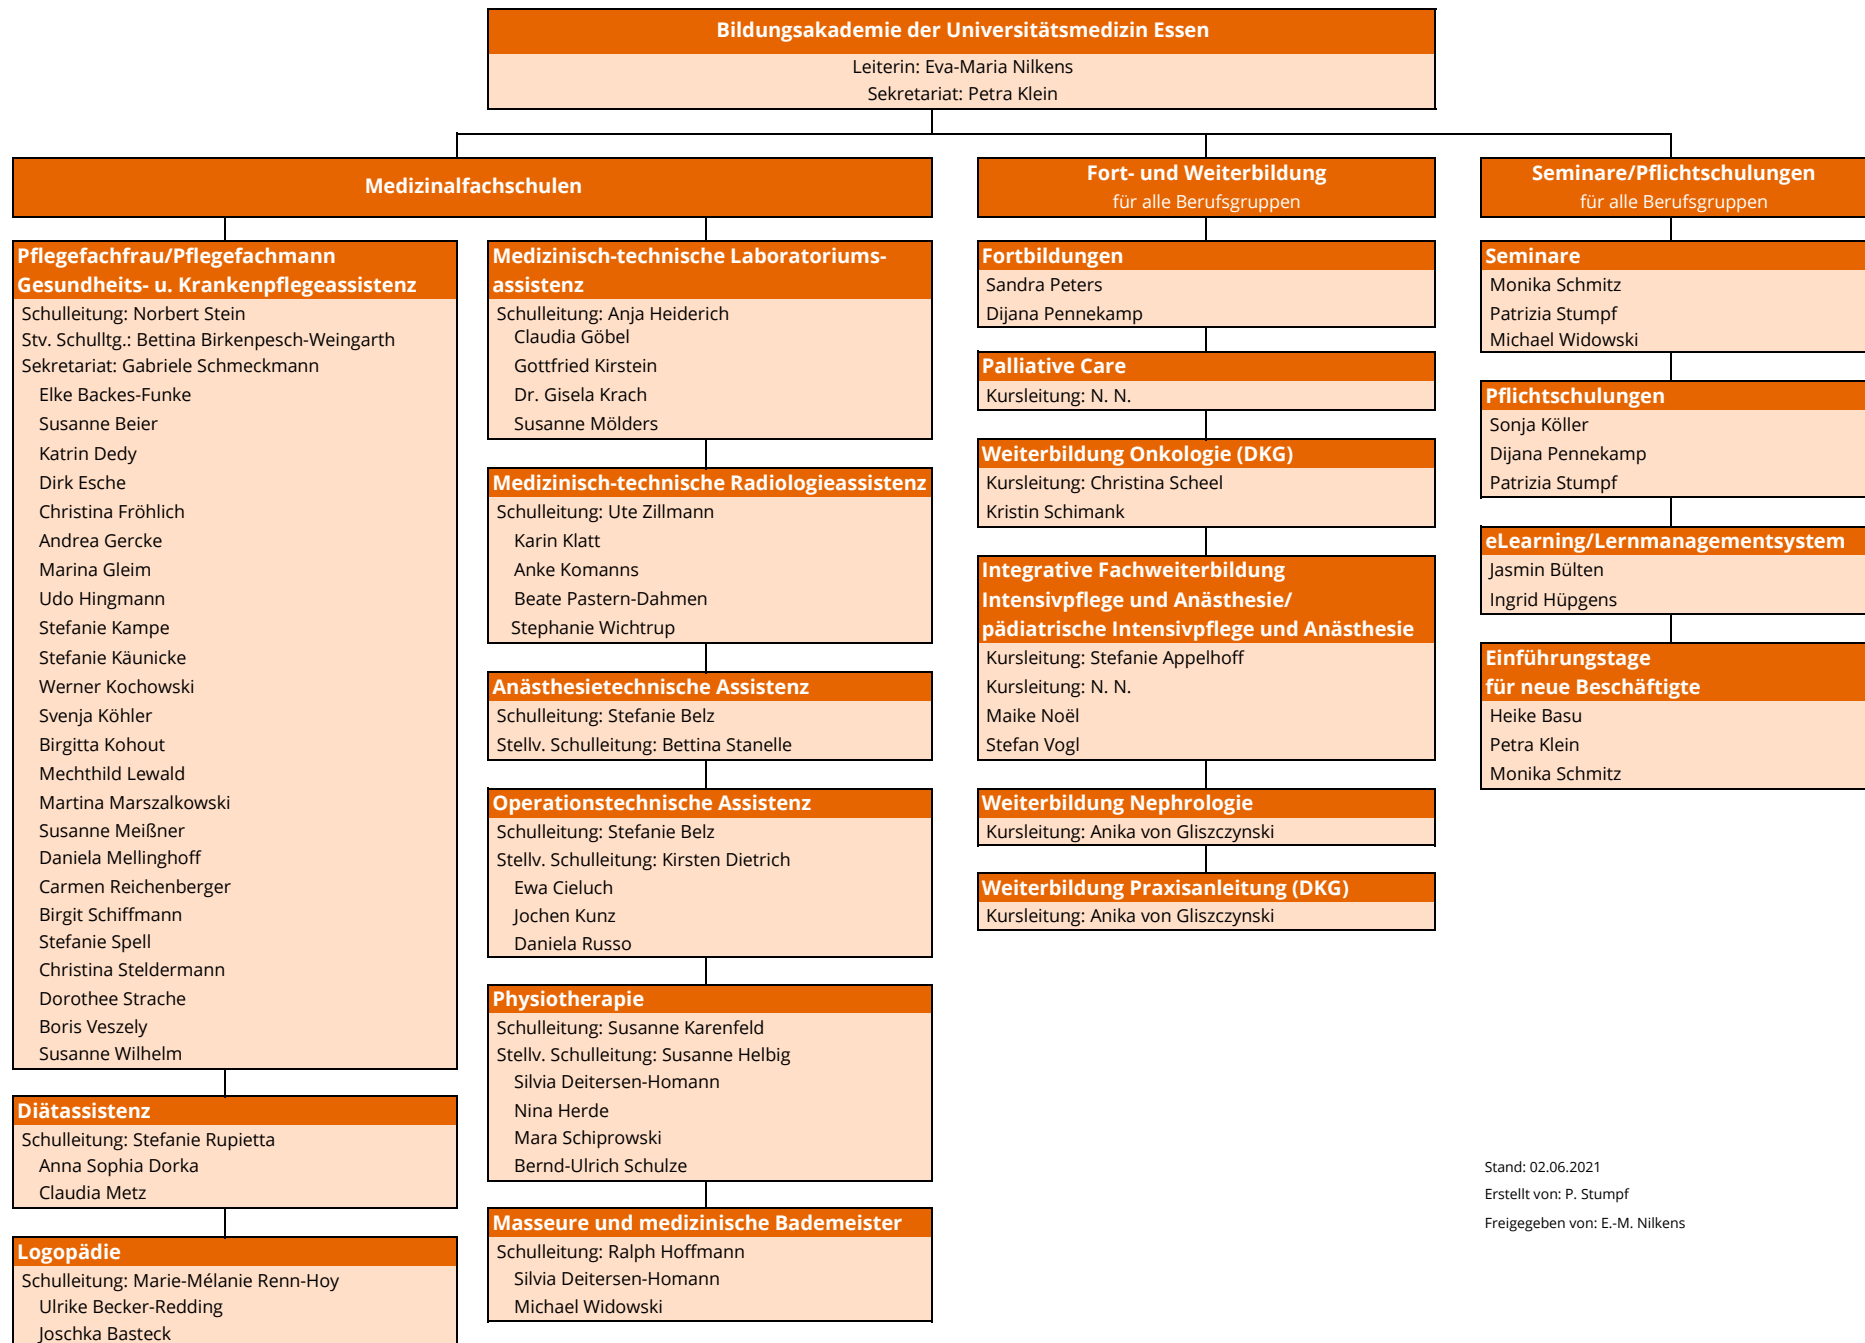 Bildungsakademie der Universitätsmedizin Essen
Leiterin: Eva-Maria Nilkens
Sekretariat: Petra Klein
Medizinalfachschulen
Pflegefachfrau/Pflegefachmann
Gesundheits- u. Krankenpflegeassistenz
Schulleitung: Norbert Stein
Stv. Schulltg.: Bettina Birkenpesch-Weingarth
Sekretariat: Gabriele Schmeckmann
Elke Backes-Funke
Susanne Beier
Katrin Dedy
Dirk Esche
Christina Fröhlich
Andrea Gercke
Marina Gleim
Udo Hingmann
Stefanie Kampe
Stefanie Käunicke
Werner Kochowski
Svenja Köhler
Birgitta Kohout
Mechthild Lewald
Martina Marszalkowski
Susanne Meißner
Daniela Mellinghoff
Carmen Reichenberger
Birgit Schiffmann
Stefanie Spell
Christina Steldermann
Dorothee Strache
Boris Veszely
Susanne Wilhelm
Diätassistenz
Schulleitung: Stefanie Rupietta
Anna Sophia Dorka
Claudia Metz
Logopädie
Schulleitung: Marie-Mélanie Renn-Hoy
Ulrike Becker-Redding
Joschka Basteck
Medizinisch-technische Laboratoriums-
assistenz
Schulleitung: Anja Heiderich
Claudia Göbel
Gottfried Kirstein
Dr. Gisela Krach
Susanne Mölders
Medizinisch-technische Radiologieassistenz
Schulleitung: Ute Zillmann
Karin Klatt
Anke Komanns
Beate Pastern-Dahmen
Stephanie Wichtrup
Anästhesietechnische Assistenz
Schulleitung: Stefanie Belz
Stellv. Schulleitung: Bettina Stanelle
Operationstechnische Assistenz
Schulleitung: Stefanie Belz
Stellv. Schulleitung: Kirsten Dietrich
Ewa Cieluch
Jochen Kunz
Daniela Russo
Physiotherapie
Schulleitung: Susanne Karenfeld
Stellv. Schulleitung: Susanne Helbig
Silvia Deitersen-Homann
Nina Herde
Mara Schiprowski
Bernd-Ulrich Schulze
Masseure und medizinische Bademeister
Schulleitung: Ralph Hoffmann
Silvia Deitersen-Homann
Michael Widowski
Fort- und Weiterbildung
für alle Berufsgruppen
Fortbildungen
Sandra Peters
Dijana Pennekamp
Palliative Care
Kursleitung: N. N.
Weiterbildung Onkologie (DKG)
Kursleitung: Christina Scheel
Kristin Schimank
Integrative Fachweiterbildung
Intensivpflege und Anästhesie/
pädiatrische Intensivpflege und Anästhesie
Kursleitung: Stefanie Appelhoff
Kursleitung: N. N.
Maike Noël
Stefan Vogl
Weiterbildung Nephrologie
Kursleitung: Anika von Gliszczynski
Weiterbildung Praxisanleitung (DKG)
Kursleitung: Anika von Gliszczynski
Seminare/Pflichtschulungen
für alle Berufsgruppen
Seminare
Monika Schmitz
Patrizia Stumpf
Michael Widowski
Pflichtschulungen
Sonja Köller
Dijana Pennekamp
Patrizia Stumpf
eLearning/Lernmanagementsystem
Jasmin Bülten
Ingrid Hüpgens
Einführungstage
für neue Beschäftigte
Heike Basu
Petra Klein
Monika Schmitz
Stand: 02.06.2021
Erstellt von: P. Stumpf
Freigegeben von: E.-M. Nilkens